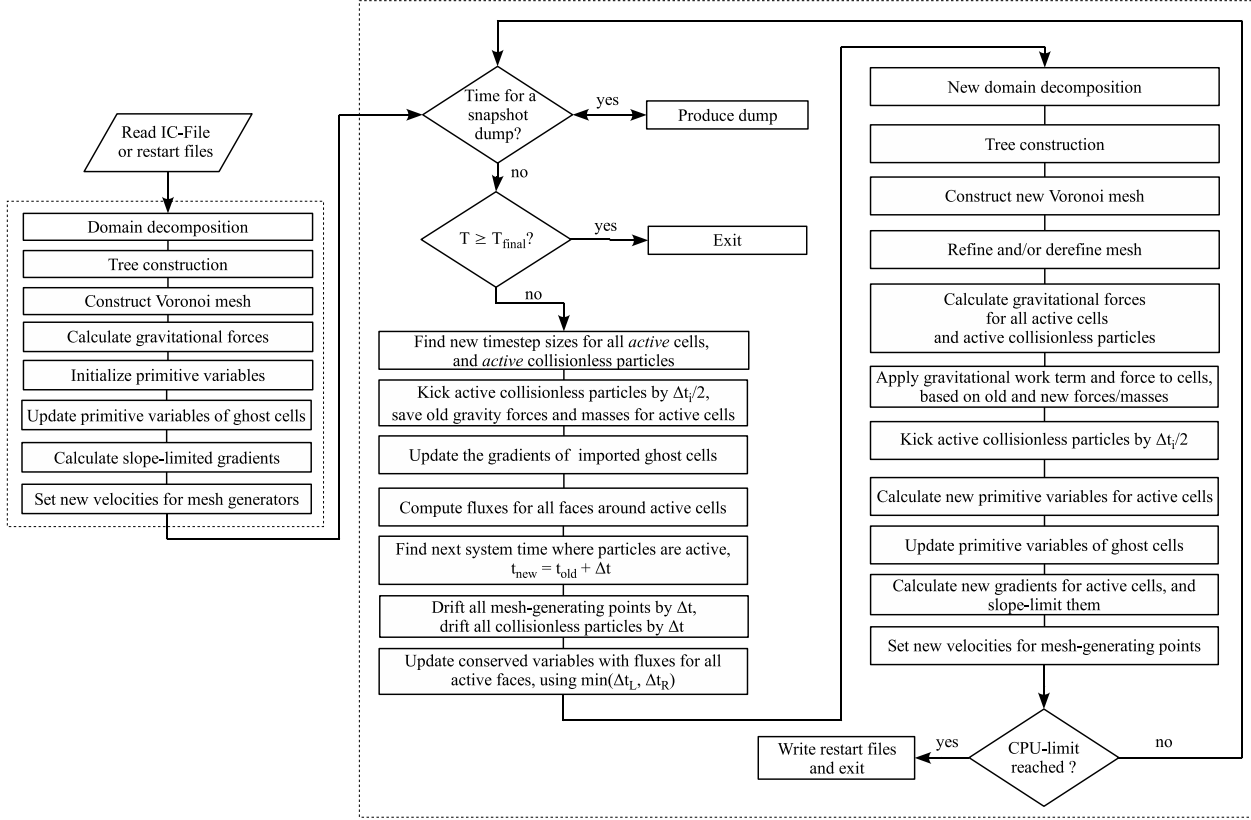 Read IC-File
or restart files
Domain decomposition
Tree construction
Construct Voronoi mesh
Calculate gravitational forces
Initialize primitive variables
Update primitive variables of ghost cells
Calculate slope-limited gradients
Set new velocities for mesh generators
Time for a
snapshot
dump?
yes
Produce dump
no
T ≥ T_final?
yes
Exit
no
Find new timestep sizes for all active cells,
and active collisionless particles
Kick active collisionless particles by Δt_i/2,
save old gravity forces and masses for active cells
Update the gradients of imported ghost cells
Compute fluxes for all faces around active cells
Find next system time where particles are active,
t_new = t_old + Δt
Drift all mesh-generating points by Δt,
drift all collisionless particles by Δt
Update conserved variables with fluxes for all
active faces, using min(Δt_L, Δt_R)
New domain decomposition
Tree construction
Construct new Voronoi mesh
Refine and/or derefine mesh
Calculate gravitational forces
for all active cells
and active collisionless particles
Apply gravitational work term and force to cells,
based on old and new forces/masses
Kick active collisionless particles by Δt_i/2
Calculate new primitive variables for active cells
Update primitive variables of ghost cells
Calculate new gradients for active cells, and
slope-limit them
Set new velocities for mesh-generating points
CPU-limit
reached ?
yes
Write restart files
and exit
no